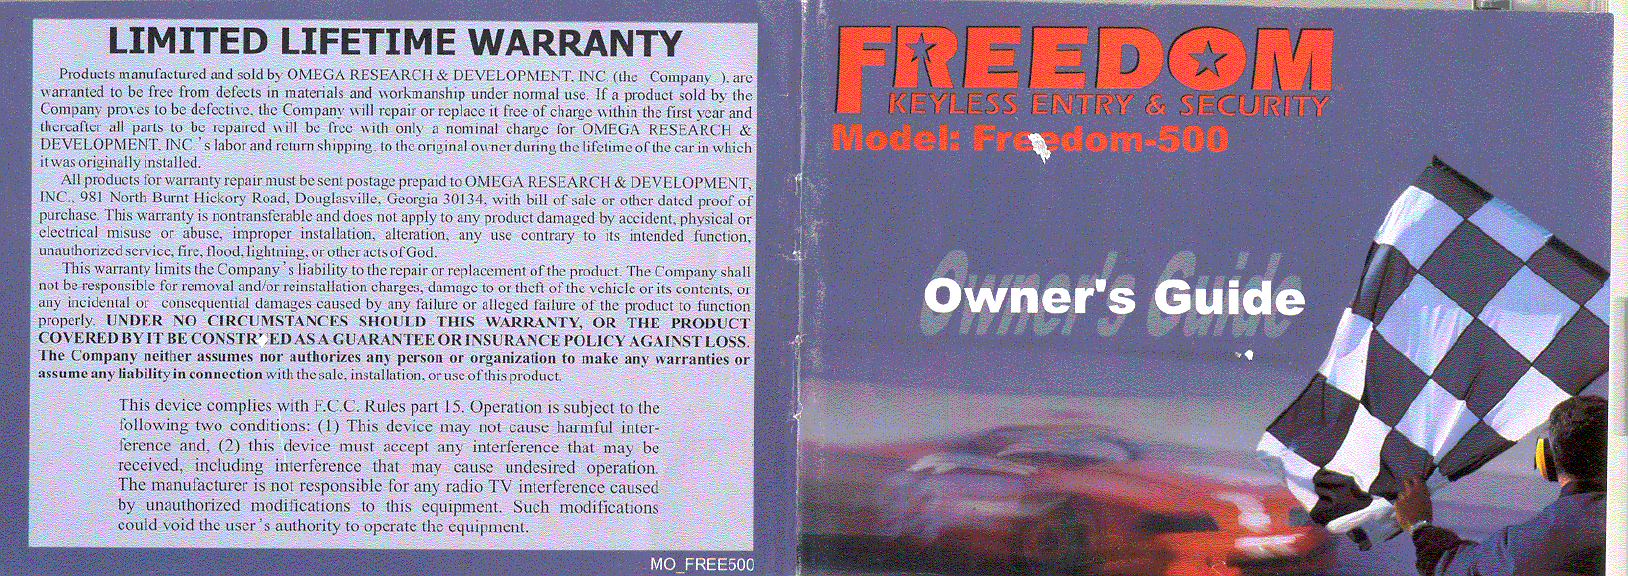 LIMITED LIFETIME WARRANTY
Products manufactured and sold by OMEGA RESEARCH & DEVELOPMENT, INC (the Company ), are
warranted to be free from defects in materials and workmanship under normal use. If a product sold by the
Company proves to be defective, the Company will repair or replace it free of charge within the first year and
thereafter all parts to be repaired will be free with only a nominal charge for OMEGA RESEARCH &
DEVELOPMENT, INC 's labor and return shipping, to the original owner during the lifetime of the car in which
it was originally installed.
All products for warranty repair must be sent postage prepaid to OMEGA RESEARCH & DEVELOPMENT,
INC., 981 North Burnt Hickory Road, Douglasville, Georgia 30134, with bill of sale or other dated proof of
purchase. This warranty is nontransferable and does not apply to any product damaged by accident, physical or
electrical misuse or abuse, improper installation, alteration, any use contrary to its intended function,
unauthorized service, fire, flood, lightning, or other acts of God.
This warranty limits the Company's liability to the repair or replacement of the product. The Company shall
not be responsible for removal and/or reinstallation charges, damage to or theft of the vehicle or its contents, or
any incidental or consequential damages caused by any failure or alleged failure of the product to function
properly. UNDER NO CIRCUMSTANCES SHOULD THIS WARRANTY, OR THE PRODUCT
COVERED BY IT BE CONSTRUED AS A GUARANTEE OR INSURANCE POLICY AGAINST LOSS.
The Company neither assumes nor authorizes any person or organization to make any warranties or
assume any liability in connection with the sale, installation, or use of this product.
This device complies with F.C.C. Rules part 15. Operation is subject to the
following two conditions: (1) This device may not cause harmful inter-
ference and, (2) this device must accept any interference that may be
received, including interference that may cause undesired operation.
The manufacturer is not responsible for any radio TV interference caused
by unauthorized modifications to this equipment. Such modifications
could void the user's authority to operate the equipment.
MO_FREE500
FREEDOM
KEYLESS ENTRY & SECURITY
Model: Freedom-500
Owner's Guide